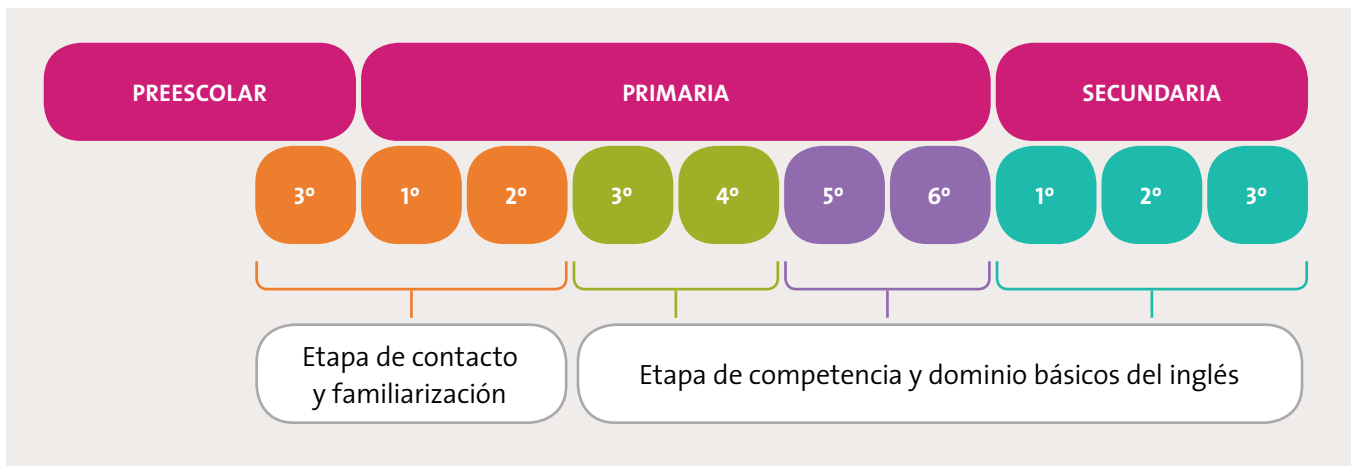 PREESCOLAR PRIMARIA SECUNDARIA
3º 1º 2º 3º 4º 5º 6º 1º 2º 3º
Etapa de contacto
y familiarización
Etapa de competencia y dominio básicos del inglés